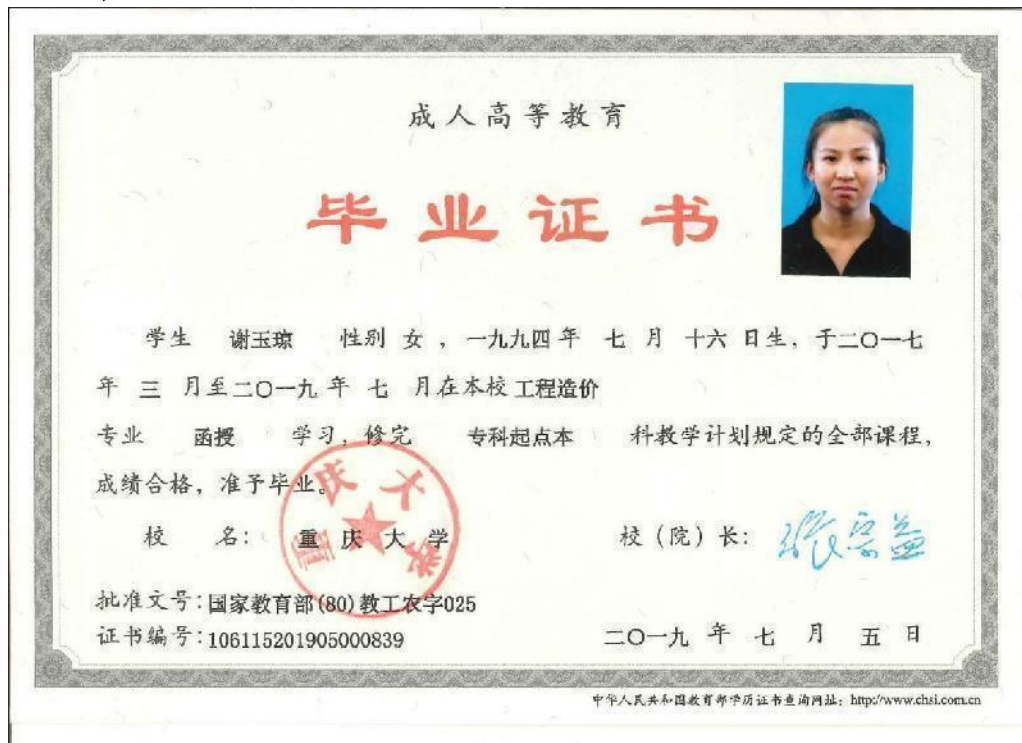 成人高等教育
毕业证书
学生 谢玉琼 性别 女 ，一九九四年 七 月 十六 日生，于二〇一七
年 三 月至二〇一九 年 七 月在本校 工程造价
专业 函授 学习，修完 专科起点本 科教学计划规定的全部课程，
成绩合格，准予毕业。
校 名： 重庆大学 校（院）长： 张宗益
重庆大学
批准文号：国家教育部(80)教工农字025
证书编号：106115201905000839 二〇一九 年 七 月 五 日
中华人民共和国教育部学历证书查询网址：http://www.chsi.com.cn